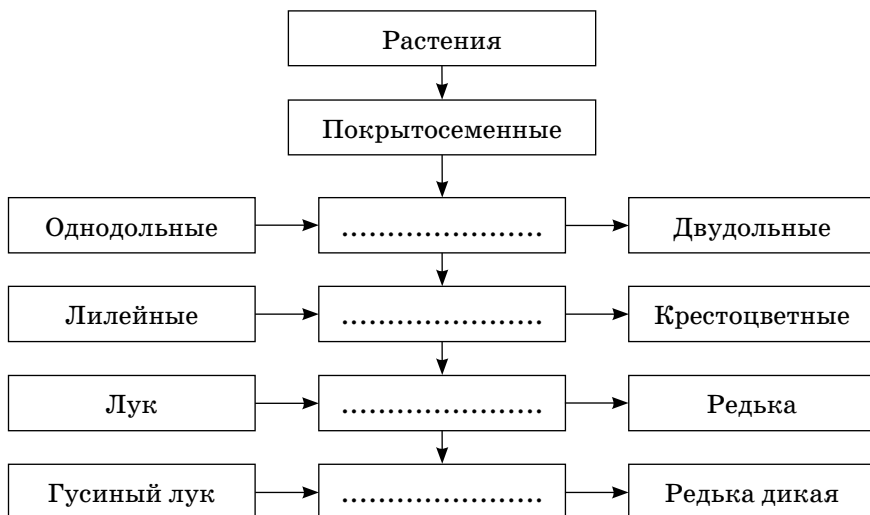 Растения
Покрытосеменные
Однодольные ...................... Двудольные
Лилейные ...................... Крестоцветные
Лук ...................... Редька
Гусиный лук ...................... Редька дикая